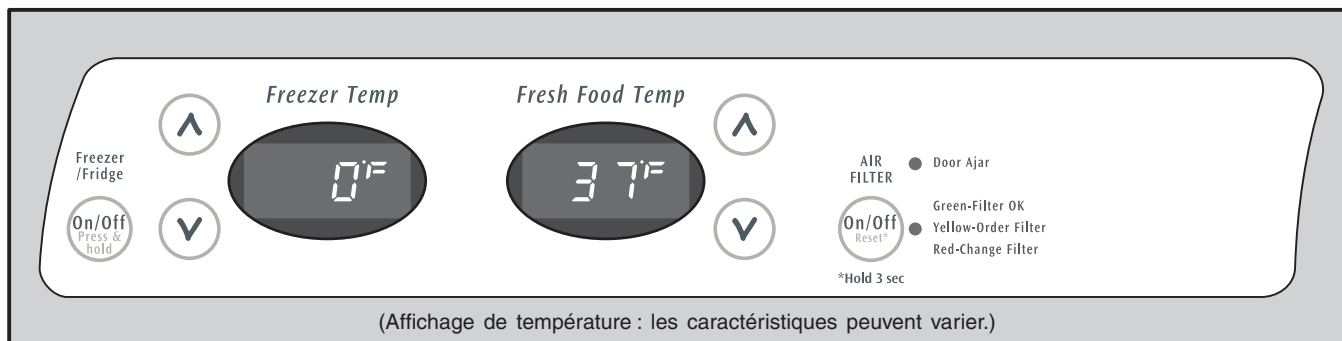 Freezer Temp
Fresh Food Temp
Freezer
/Fridge
On/Off
Press &
hold
0°F
37°F
AIR
FILTER
On/Off
Reset*
*Hold 3 sec
Door Ajar
Green-Filter OK
Yellow-Order Filter
Red-Change Filter
(Affichage de température : les caractéristiques peuvent varier.)